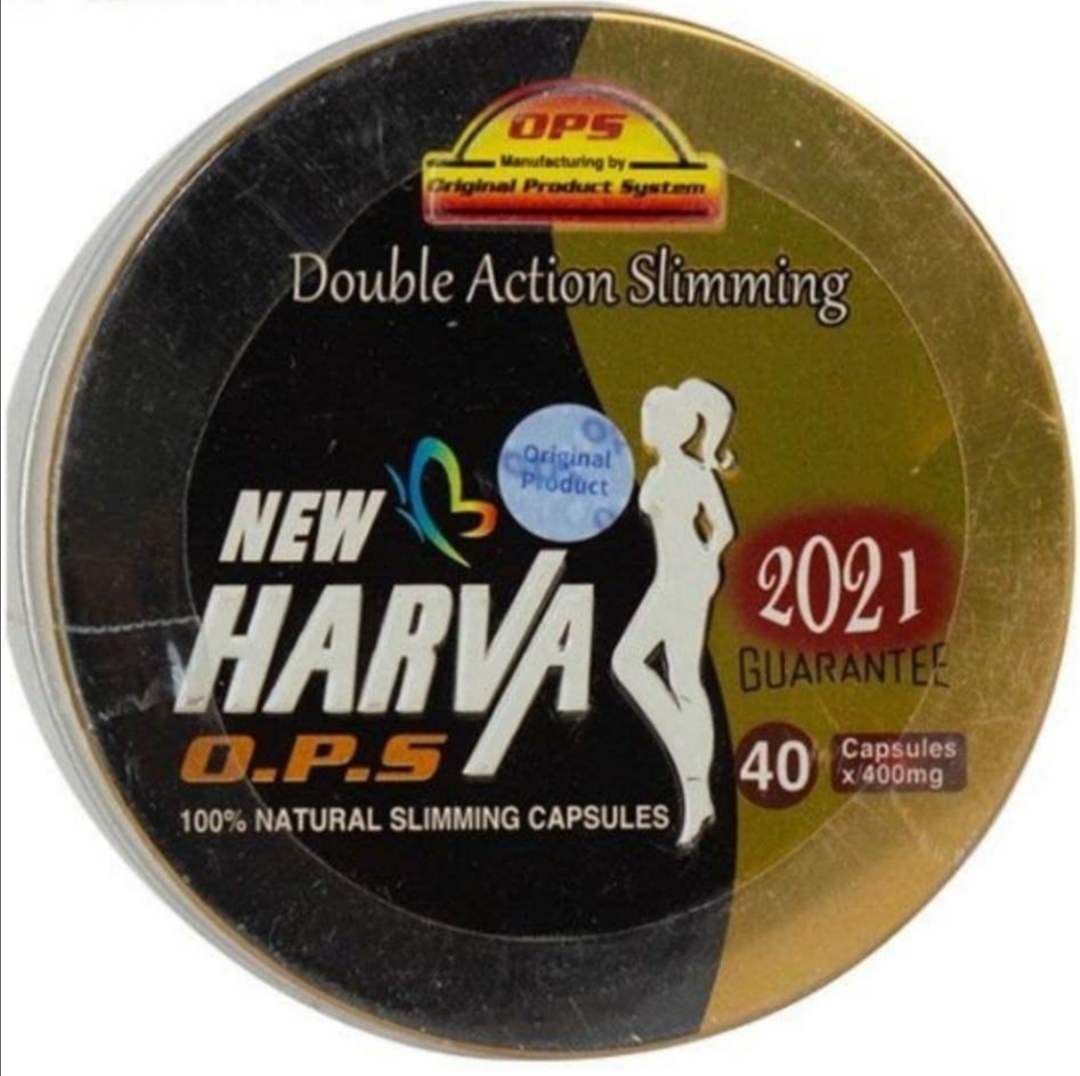 OPS
Manufacturing by
Original Product System
Double Action Slimming
Original
Product
NEW
HARVA
O.P.S
100% NATURAL SLIMMING CAPSULES
2021
GUARANTEE
40
Capsules
x 400mg